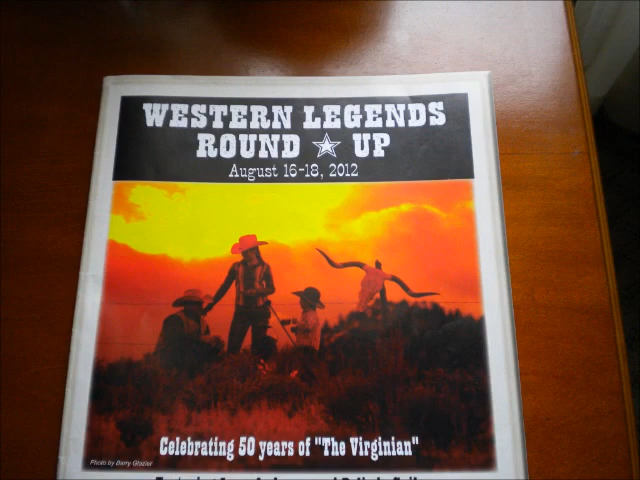 WESTERN LEGENDS
ROUND UP
August 16-18, 2012
Celebrating 50 years of "The Virginian"
Photo by Barry Glazier